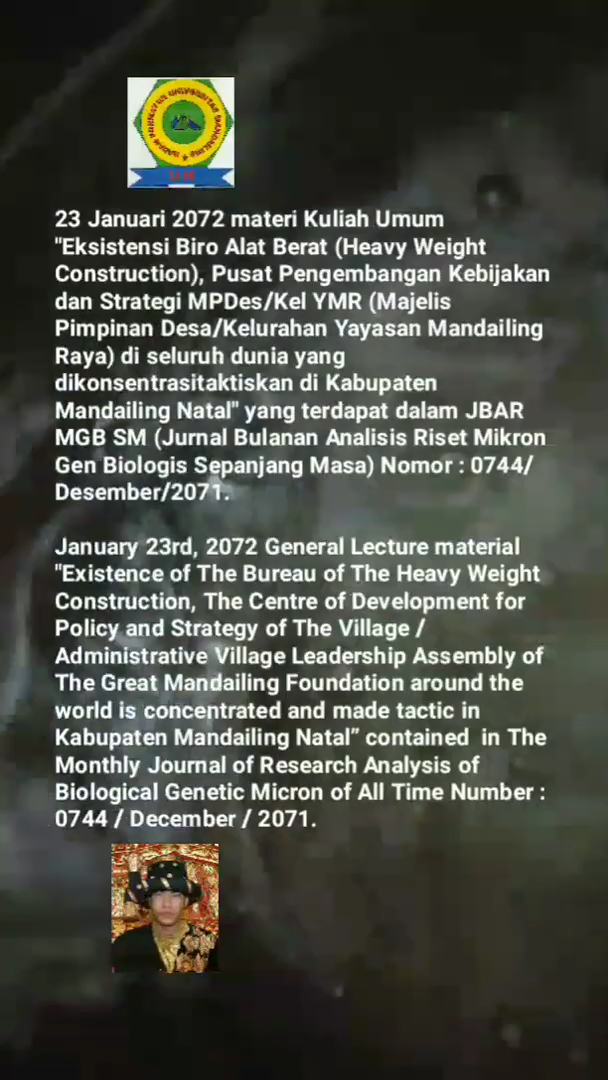 23 Januari 2072 materi Kuliah Umum
"Eksistensi Biro Alat Berat (Heavy Weight
Construction), Pusat Pengembangan Kebijakan
dan Strategi MPDes/Kel YMR (Majelis
Pimpinan Desa/Kelurahan Yayasan Mandailing
Raya) di seluruh dunia yang
dikonsentrasitaktiskan di Kabupaten
Mandailing Natal" yang terdapat dalam JBAR
MGB SM (Jurnal Bulanan Analisis Riset Mikron
Gen Biologis Sepanjang Masa) Nomor : 0744/
Desember/2071.
January 23rd, 2072 General Lecture material
"Existence of The Bureau of The Heavy Weight
Construction, The Centre of Development for
Policy and Strategy of The Village /
Administrative Village Leadership Assembly of
The Great Mandailing Foundation around the
world is concentrated and made tactic in
Kabupaten Mandailing Natal” contained  in The
Monthly Journal of Research Analysis of
Biological Genetic Micron of All Time Number :
0744 / December / 2071.